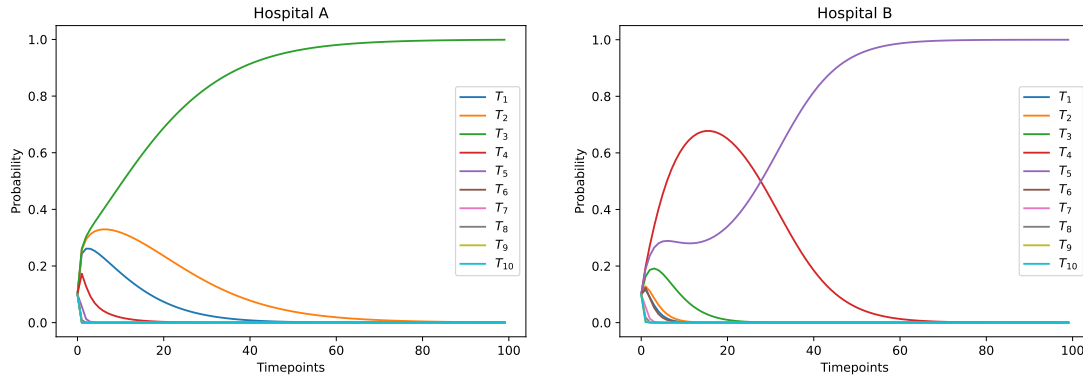 Hospital A
Probability
1.0
0.8
0.6
0.4
0.2
0.0
0 20 40 60 80 100
Timepoints
T1
T2
T3
T4
T5
T6
T7
T8
T9
T10
Hospital B
Probability
1.0
0.8
0.6
0.4
0.2
0.0
0 20 40 60 80 100
Timepoints
T1
T2
T3
T4
T5
T6
T7
T8
T9
T10